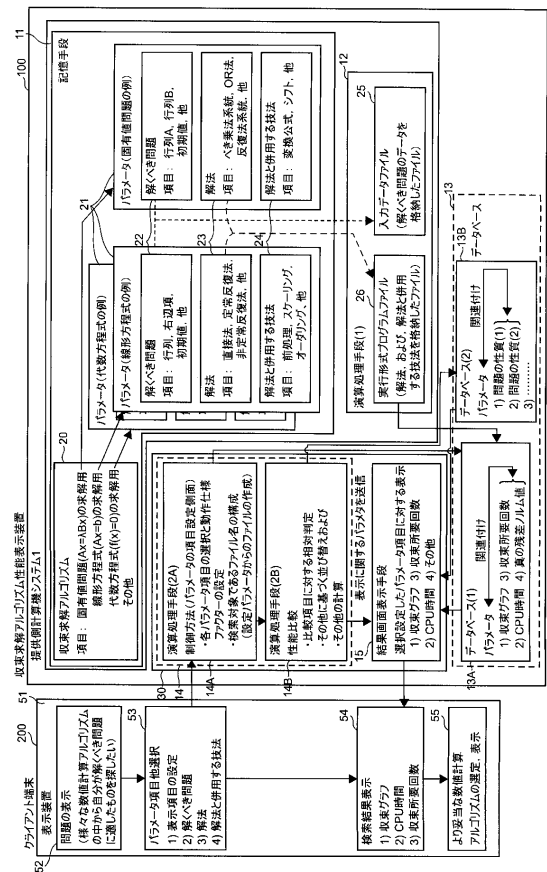 収束求解アルゴリズム性能表示装置
100
提供側計算機システム1
11
記憶手段
20
収束求解アルゴリズム
項目: 固有値問題(Ax=λBx)の求解用
線形方程式(Ax=b)の求解用
代数方程式(f(x)=0)の求解用
その他
21
パラメータ(代数方程式の例)
パラメータ(線形方程式の例)
22
解くべき問題
項目: 行列、右辺項、
初期値、他
23
解法
項目: 直接法、定常反復法、
非定常反復法、他
24
解法と併用する技法
項目: 前処理、スケーリング、
オーダリング、他
パラメータ(固有値問題の例)
解くべき問題
項目: 行列A、行列B、
初期値、他
解法
項目: べき乗法系統、QR法、
反復法系統、他
解法と併用する技法
項目: 変換公式、シフト、他
12
演算処理手段(1)
26
実行形式プログラムファイル
(解法、および、解法と併用
する技法を格納したファイル)
25
入力データファイル
(解くべき問題のデータを
格納したファイル)
30
14
14A
演算処理手段(2A)
制御方法(パラメータの項目設定側面)
・各パラメータ項目の選択と動作仕様
ファクターの設定
・検索対象であるファイル名の構成
(設定パラメータからのファイルの作成)
14B
演算処理手段(2B)
性能比較
・比較項目に対する相対判定
・その他に基づく並び替えおよび
その他の計算
表示に関するパラメタを送信
15
結果画面表示手段
選択設定したパラメータ項目に対する表示
1) 収束グラフ 3) 収束所要回数
2) CPU時間 4) その他
13
データベース
13A
データベース(1)
パラメータ
関連付け
1) 収束グラフ 3) 収束所要回数
2) CPU時間 4) 真の残差ノルム値
13B
データベース(2)
パラメータ
関連付け
1) 問題の性質(1)
2) 問題の性質(2)
3) ………
200
クライアント端末
51
表示装置
52
問題の表示
(様々な数値計算アルゴリズム
の中から自分が解くべき問題
に適したものを探したい)
53
パラメータ項目他選択
1) 表示項目の設定
2) 解くべき問題
3) 解法
4) 解法と併用する技法
54
検索結果表示
1) 収束グラフ
2) CPU時間
3) 収束所要回数
55
より妥当な数値計算
アルゴリズムの選定、表示